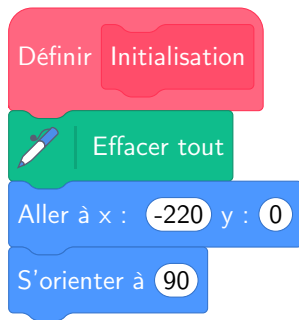 Définir Initialisation
Effacer tout
Aller à x : -220 y : 0
S'orienter à 90